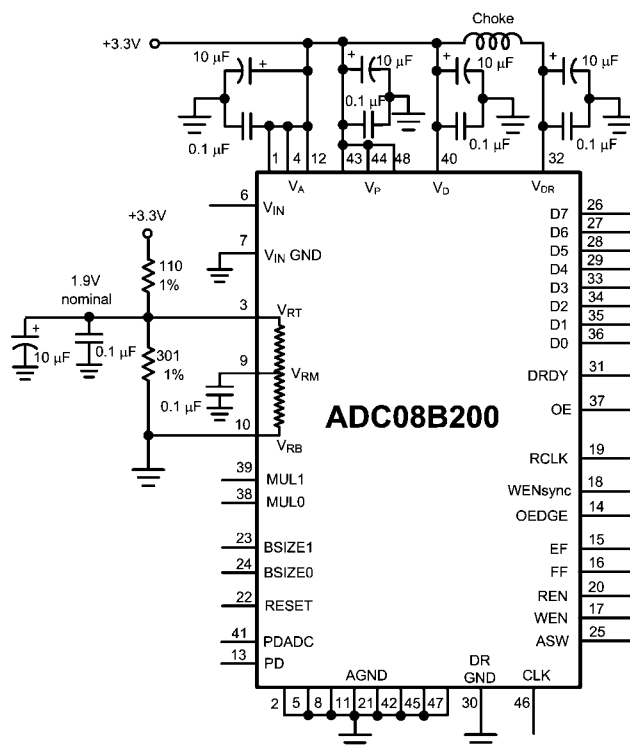 Choke
+3.3V
10 µF
10 µF
10 µF
10 µF
0.1 µF
0.1 µF
0.1 µF
0.1 µF
1 4 12 43 44 48 40 32
VA VP VD VDR
6 VIN
+3.3V
7 VIN GND
110
1%
1.9V
nominal
3 VRT
10 µF
0.1 µF
301
1%
9 VRM
0.1 µF
10 VRB
ADC08B200
39 MUL1
38 MUL0
23 BSIZE1
24 BSIZE0
22 RESET
41 PDADC
13 PD
D7 26
D6 27
D5 28
D4 29
D3 33
D2 34
D1 35
D0 36
DRDY 31
OE 37
RCLK 19
WENsync 18
OEDGE 14
EF 15
FF 16
REN 20
WEN 17
ASW 25
AGND
DR
GND
CLK
2 5 8 11 21 42 45 47 30 46